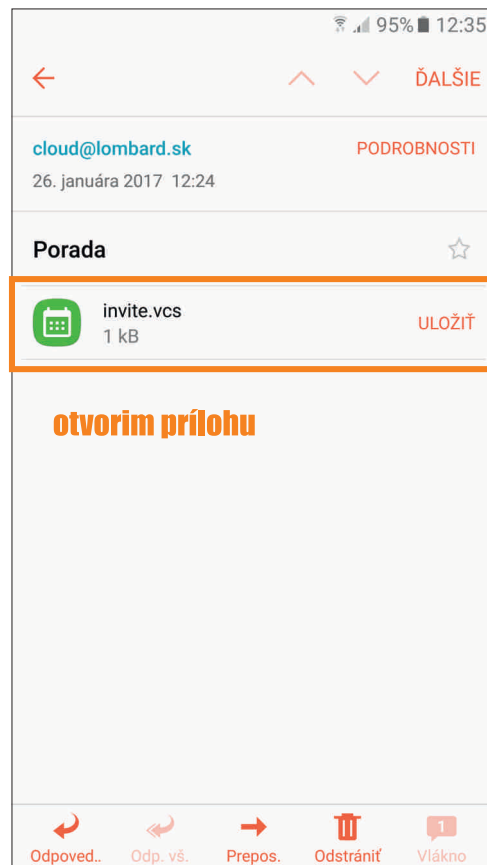 95% 12:35
ĎALŠIE
cloud@lombard.sk PODROBNOSTI
26. januára 2017 12:24
Porada
invite.vcs
1 kB
ULOŽIŤ
otvorim prílohu
1
Odpoved.. Odp. vš. Prepos. Odstrániť Vlákno